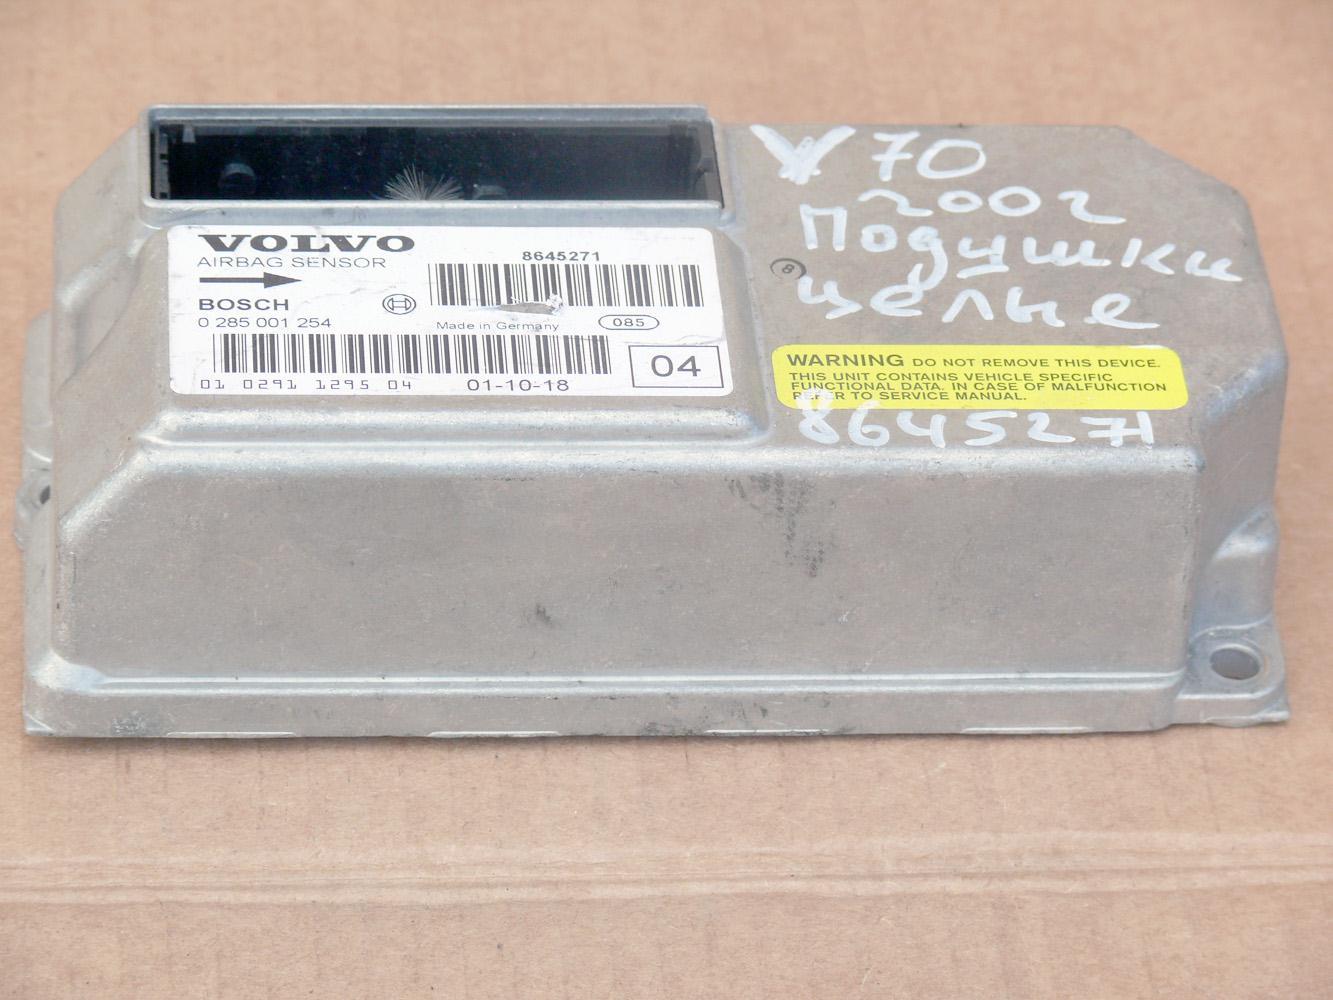 VOLVO
AIRBAG SENSOR
8645271
BOSCH
0 285 001 254
Made in Germany
085
01 0291 1295 04
01-10-18
04
V70
2002
Подушки
8
целые
WARNING DO NOT REMOVE THIS DEVICE.
THIS UNIT CONTAINS VEHICLE SPECIFIC
FUNCTIONAL DATA. IN CASE OF MALFUNCTION
REFER TO SERVICE MANUAL.
8645271